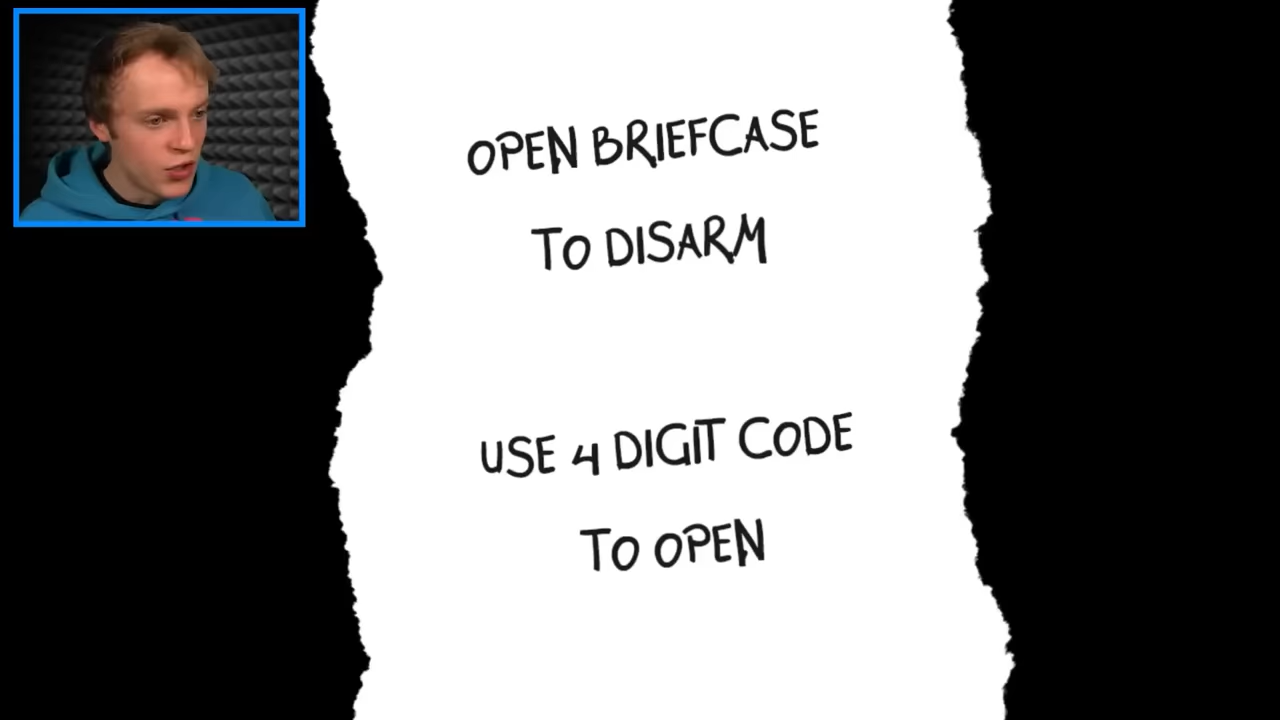 OPEN BRIEFCASE
TO DISARM
USE 4 DIGIT CODE
TO OPEN